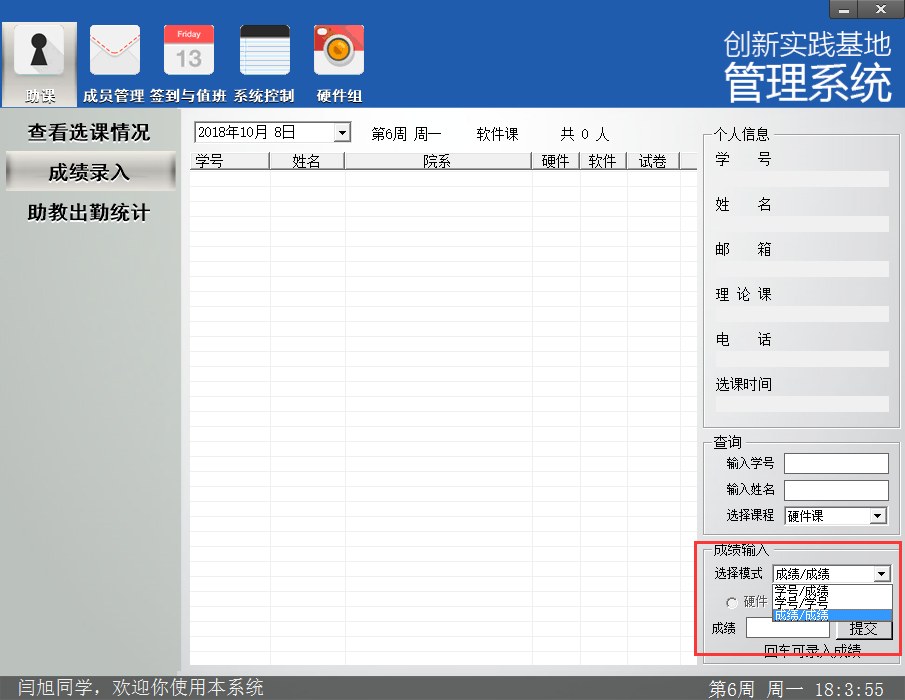 创新实践基地
管理系统
Friday
13
助课 成员管理 签到与值班 系统控制 硬件组
查看选课情况
成绩录入
助教出勤统计
2018年10月 8日 第6周 周一 软件课 共 0 人
学号 姓名 院系 硬件 软件 试卷
个人信息
学 号
姓 名
邮 箱
理 论 课
电 话
选课时间
查询
输入学号
输入姓名
选择课程 硬件课
成绩输入
选择模式 成绩/成绩
学号/成绩
硬件 学号/学号
成绩/成绩
成绩 提交
回车可录入成绩
闫旭同学，欢迎你使用本系统 第6周 周一 18:3:55